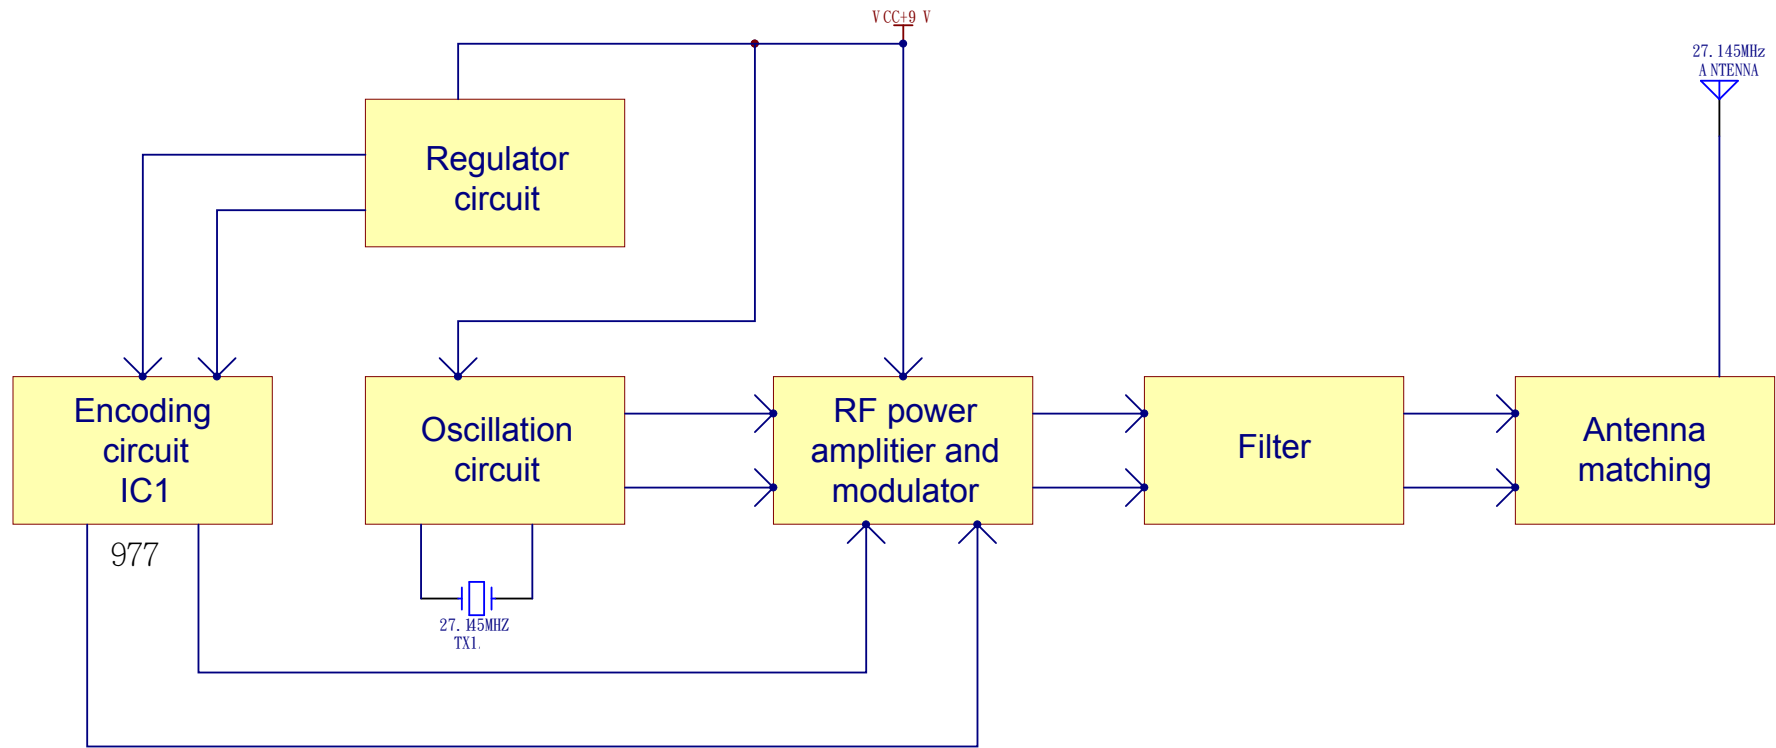 VCC+9 V
27.145MHz
ANTENNA
Regulator
circuit
Encoding
circuit
IC1
977
Oscillation
circuit
27.145MHZ
TX1.
RF power
amplitier and
modulator
Filter
Antenna
matching